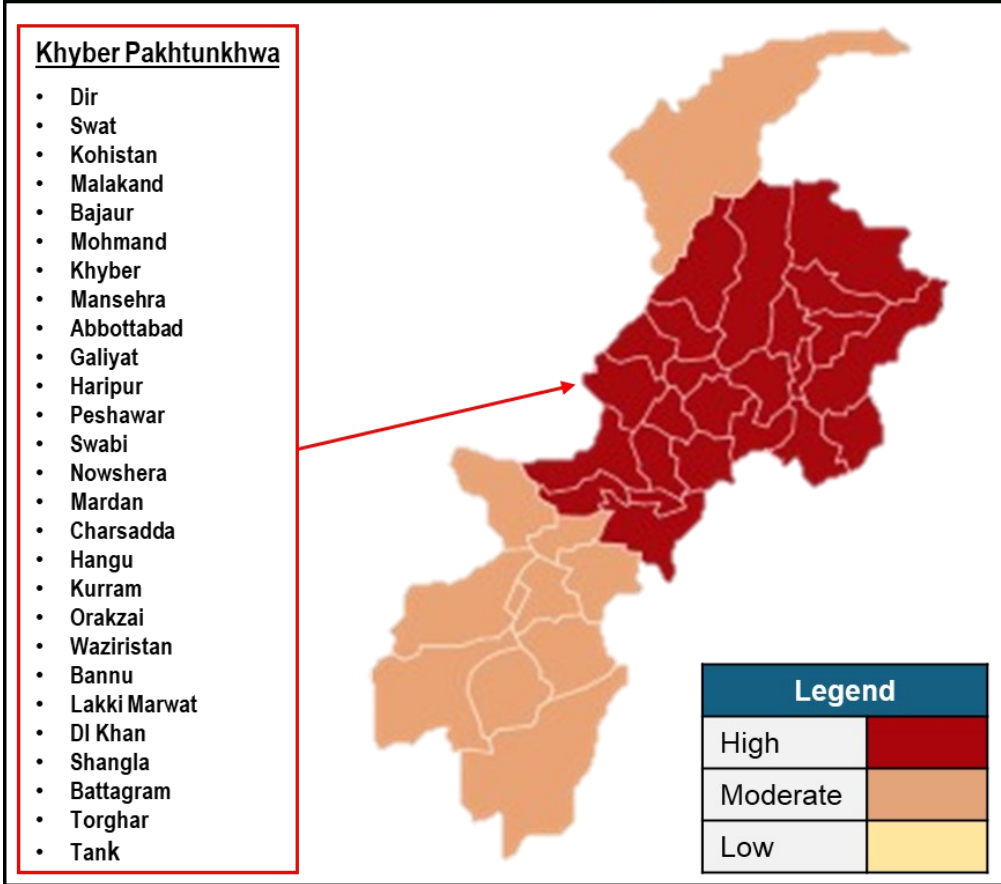 Khyber Pakhtunkhwa
• Dir
• Swat
• Kohistan
• Malakand
• Bajaur
• Mohmand
• Khyber
• Mansehra
• Abbottabad
• Galiyat
• Haripur
• Peshawar
• Swabi
• Nowshera
• Mardan
• Charsadda
• Hangu
• Kurram
• Orakzai
• Waziristan
• Bannu
• Lakki Marwat
• DI Khan
• Shangla
• Battagram
• Torghar
• Tank
Legend
High
Moderate
Low